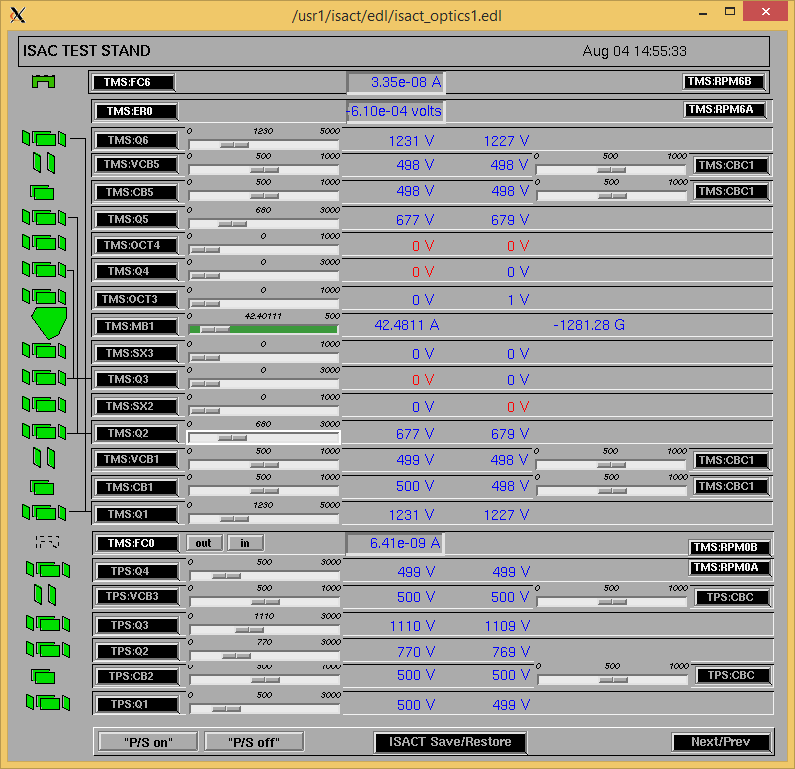 /usr1/isact/edl/isact_optics1.edl
ISAC TEST STAND Aug 04 14:55:33
TMS:FC6 3.35e-08 A TMS:RPM6B
TMS:ER0 -6.10e-04 volts TMS:RPM6A
TMS:Q6 0 1230 5000 1231 V 1227 V
TMS:VCB5 0 500 1000 498 V 498 V 0 500 1000 TMS:CBC1
TMS:CB5 0 500 1000 498 V 498 V 0 500 1000 TMS:CBC1
TMS:Q5 0 680 3000 677 V 679 V
TMS:OCT4 0 0 1000 0 V 0 V
TMS:Q4 0 0 3000 0 V 0 V
TMS:OCT3 0 0 1000 0 V 1 V
TMS:MB1 0 42.40111 500 42.4811 A -1281.28 G
TMS:SX3 0 0 1000 0 V 0 V
TMS:Q3 0 0 3000 0 V 0 V
TMS:SX2 0 0 1000 0 V 0 V
TMS:Q2 0 680 3000 677 V 679 V
TMS:VCB1 0 500 1000 499 V 498 V 0 500 1000 TMS:CBC1
TMS:CB1 0 500 1000 500 V 498 V 0 500 1000 TMS:CBC1
TMS:Q1 0 1230 5000 1231 V 1227 V
TMS:FC0 out in 6.41e-09 A TMS:RPM0B
TPS:Q4 0 500 3000 499 V 499 V TMS:RPM0A
TPS:VCB3 0 500 1000 500 V 500 V 0 500 1000 TPS:CBC
TPS:Q3 0 1110 3000 1110 V 1109 V
TPS:Q2 0 770 3000 770 V 769 V
TPS:CB2 0 500 1000 500 V 500 V 0 500 1000 TPS:CBC
TPS:Q1 0 500 3000 500 V 499 V
"P/S on" "P/S off" ISACT Save/Restore Next/Prev